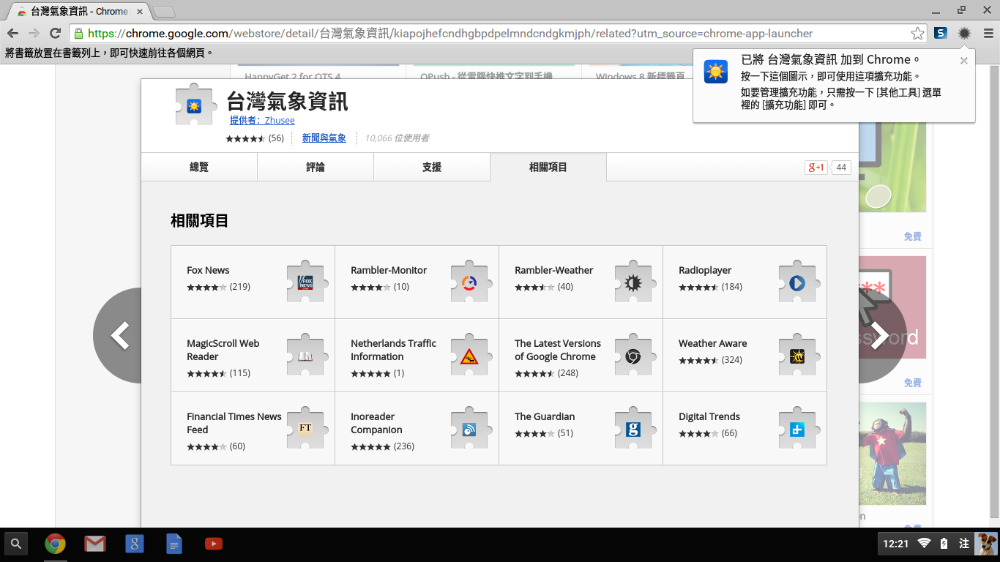 台灣氣象資訊 - Chrome
https://chrome.google.com/webstore/detail/台灣氣象資訊/kiapojhefcndhgbpdpelmndcndgkmjph/related?utm_source=chrome-app-launcher
將書籤放置在書籤列上，即可快速前往各個網頁。
已將 台灣氣象資訊 加到 Chrome。
按一下這個圖示，即可使用這項擴充功能。
如要管理擴充功能，只需按一下 [其他工具] 選單
裡的 [擴充功能] 即可。
HappyGet 2 for OTS 4
QPush - 從電腦快推文字到手機
Windows 8 新標籤頁
台灣氣象資訊
提供者：Zhusee
(56)
新聞與氣象
10,066 位使用者
總覽
評論
支援
相關項目
g+1
44
相關項目
免費
Fox News
(219)
FOX
NEWS
Rambler-Monitor
(10)
Rambler-Weather
(40)
Radioplayer
(184)
**
ssword
MagicScroll Web
Reader
(115)
Netherlands Traffic
Information
(1)
The Latest Versions
of Google Chrome
(248)
Weather Aware
(324)
W
免費
Financial Times News
Feed
(60)
FT
Inoreader
Companion
(236)
The Guardian
(51)
g
Digital Trends
(66)
on
免費
8
12:21
注